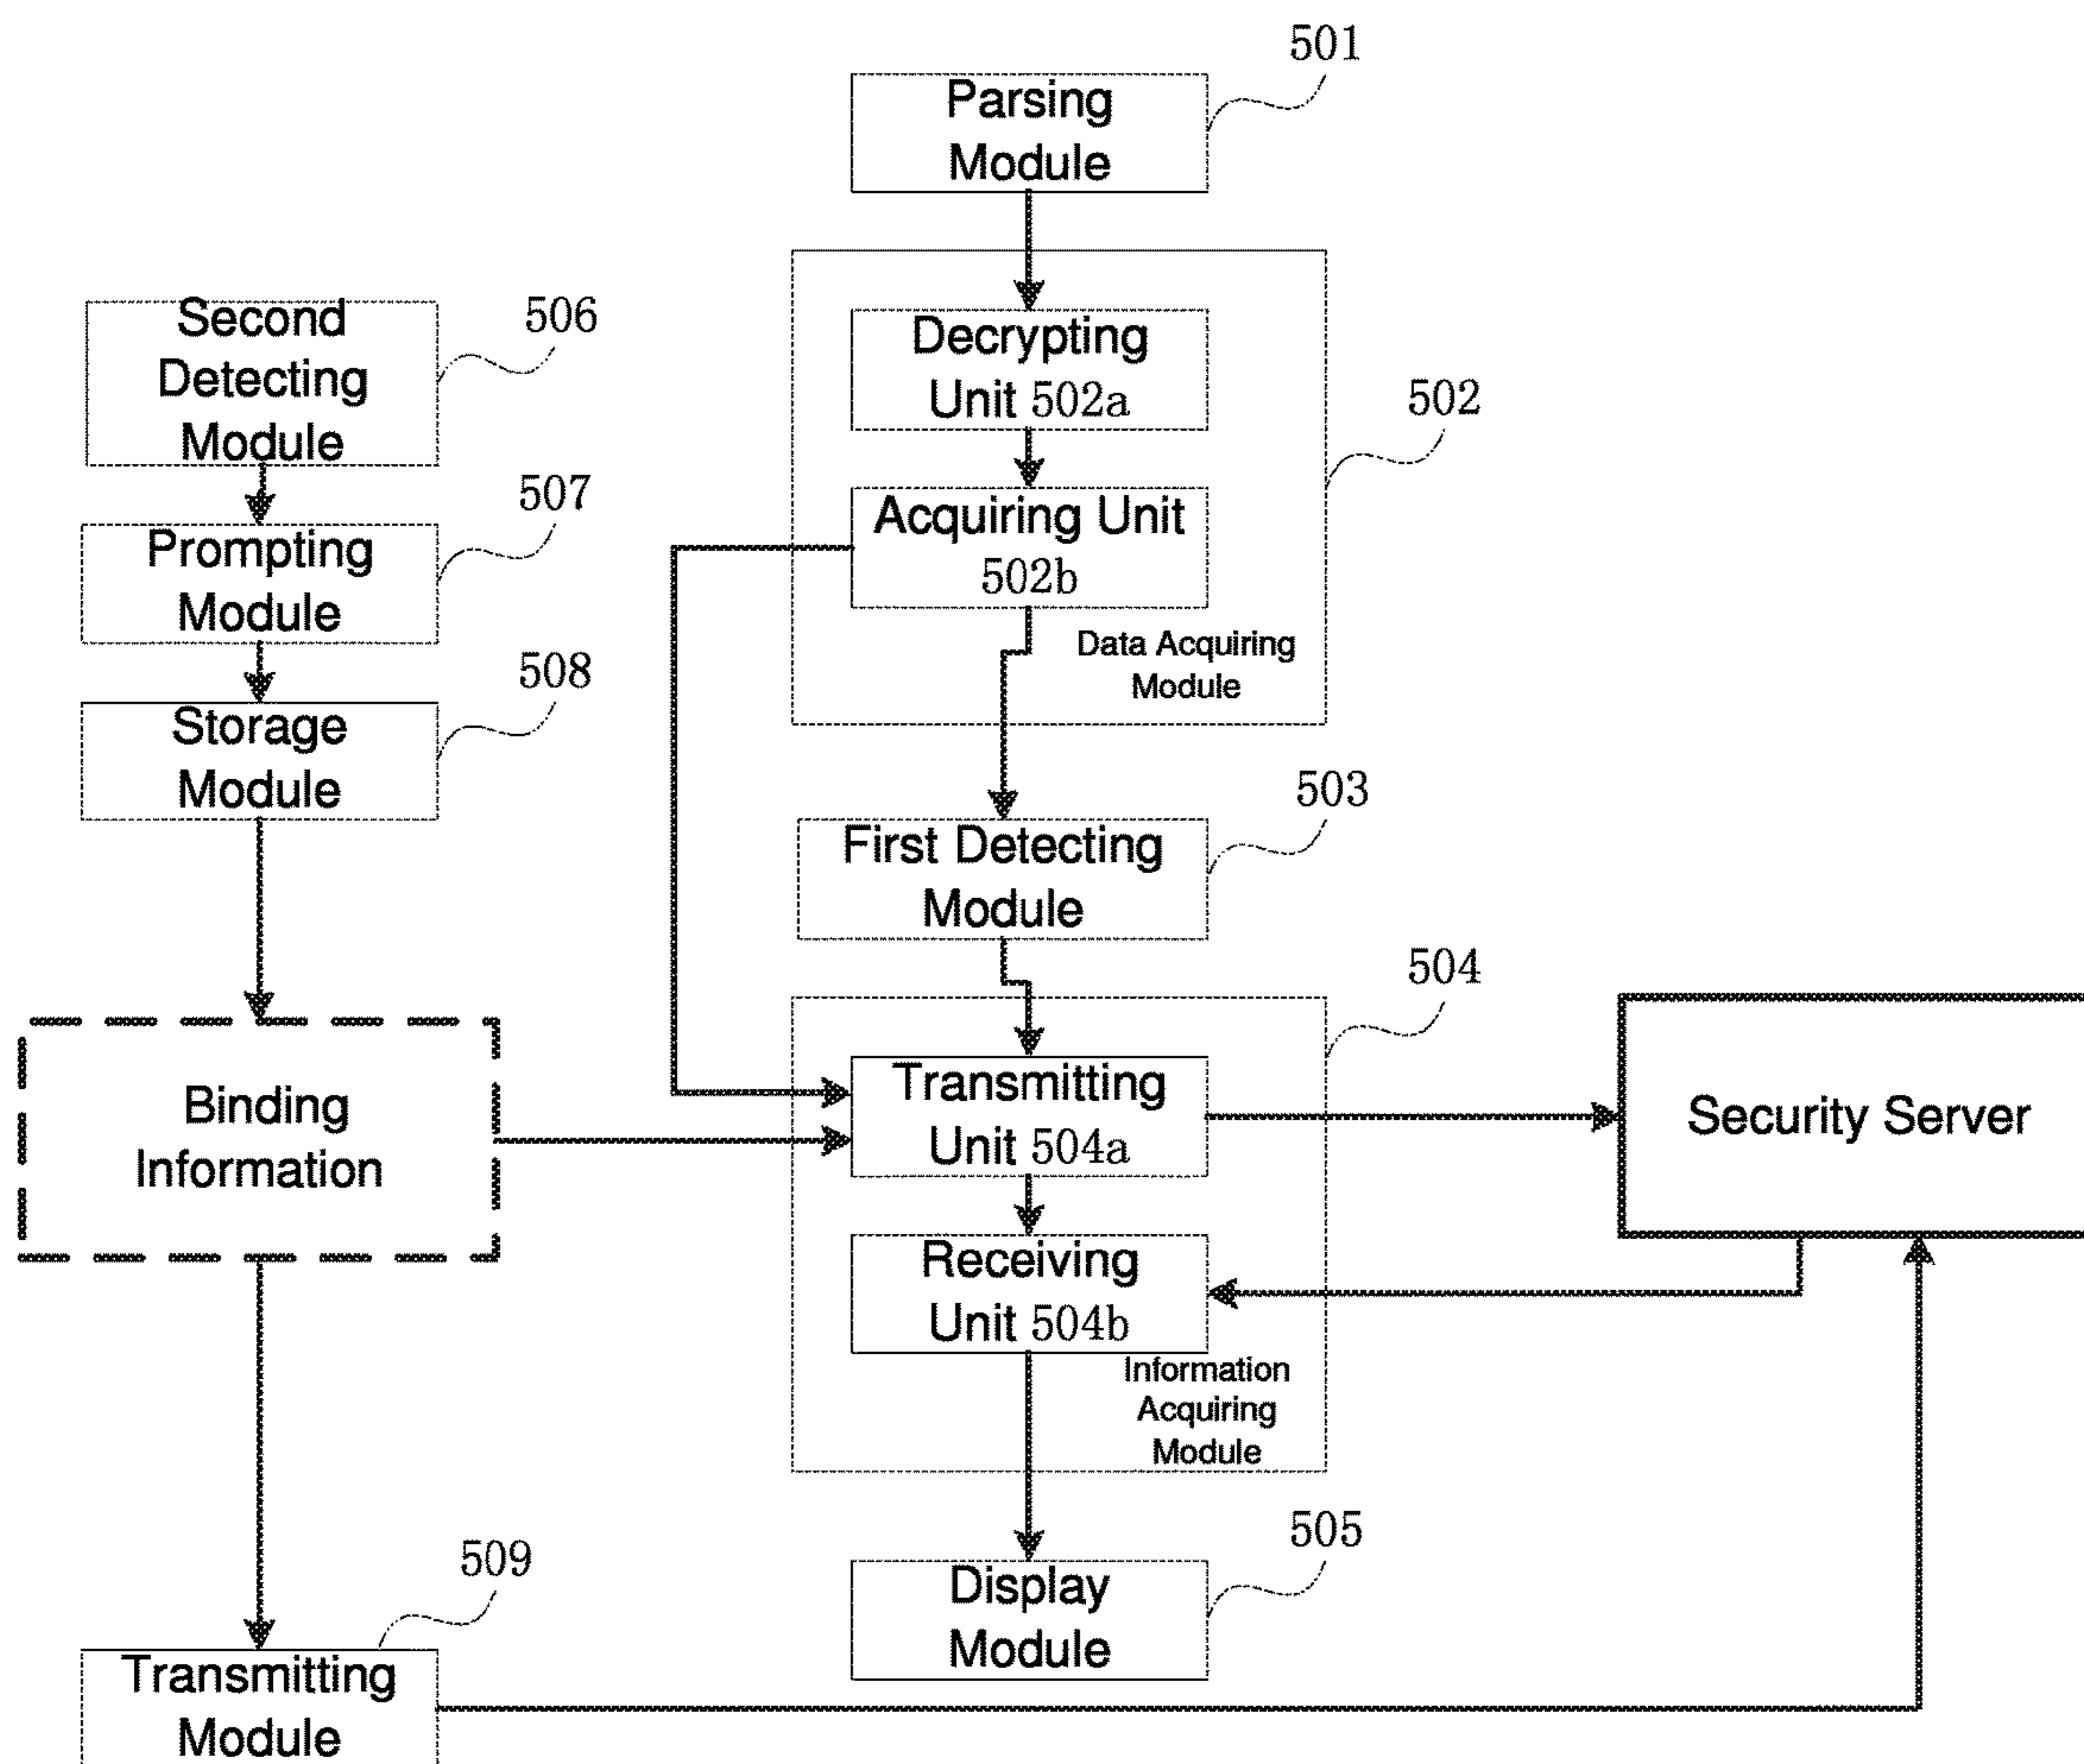 501
Parsing
Module
Second
Detecting
Module
506
Decrypting
Unit 502a
502
Prompting
Module
507
Acquiring Unit
502b
Data Acquiring
Module
Storage
Module
508
First Detecting
Module
503
504
Binding
Information
Transmitting
Unit 504a
Security Server
Receiving
Unit 504b
Information
Acquiring
Module
Display
Module
505
509
Transmitting
Module